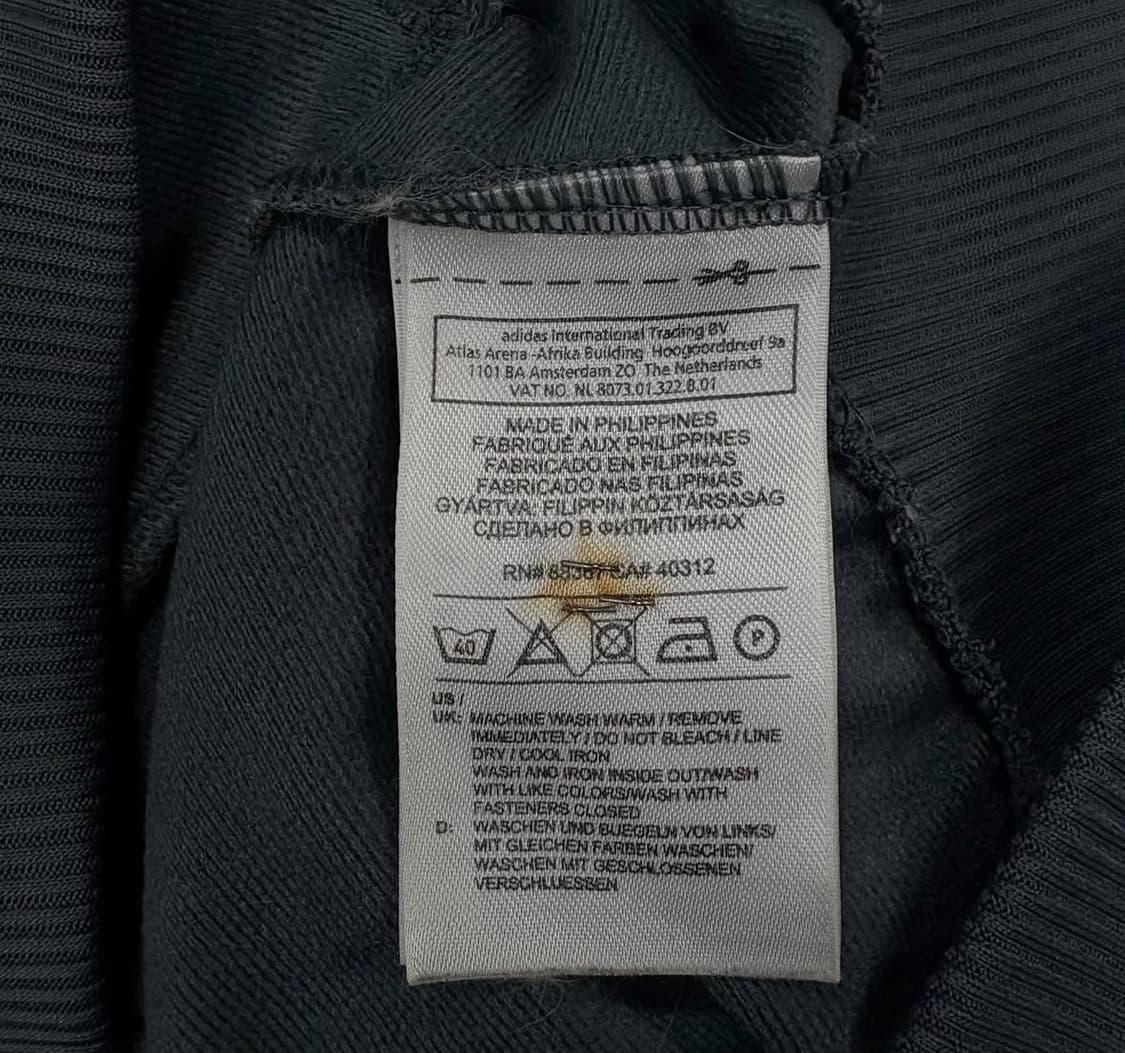 adidas International Trading BV
Atlas Arena -Afrika Building Hoogoorddreef 9a
1101 BA Amsterdam ZO The Netherlands
VAT NO. NL 8073.01.322.B.01
MADE IN PHILIPPINES
FABRIQUÉ AUX PHILIPPINES
FABRICADO EN FILIPINAS
FABRICADO NAS FILIPINAS
GYÁRTVA: FILIPPIN KÖZTÁRSASÁG
СДЕЛАНО В ФИЛИППИНАХ
RN# CA# 40312
40 P
US /
UK: MACHINE WASH WARM / REMOVE
IMMEDIATELY / DO NOT BLEACH / LINE
DRY / COOL IRON
WASH AND IRON INSIDE OUT/WASH
WITH LIKE COLORS/WASH WITH
FASTENERS CLOSED
D: WASCHEN UND BUEGELN VON LINKS/
MIT GLEICHEN FARBEN WASCHEN/
WASCHEN MIT GESCHLOSSENEN
VERSCHLUESSEN